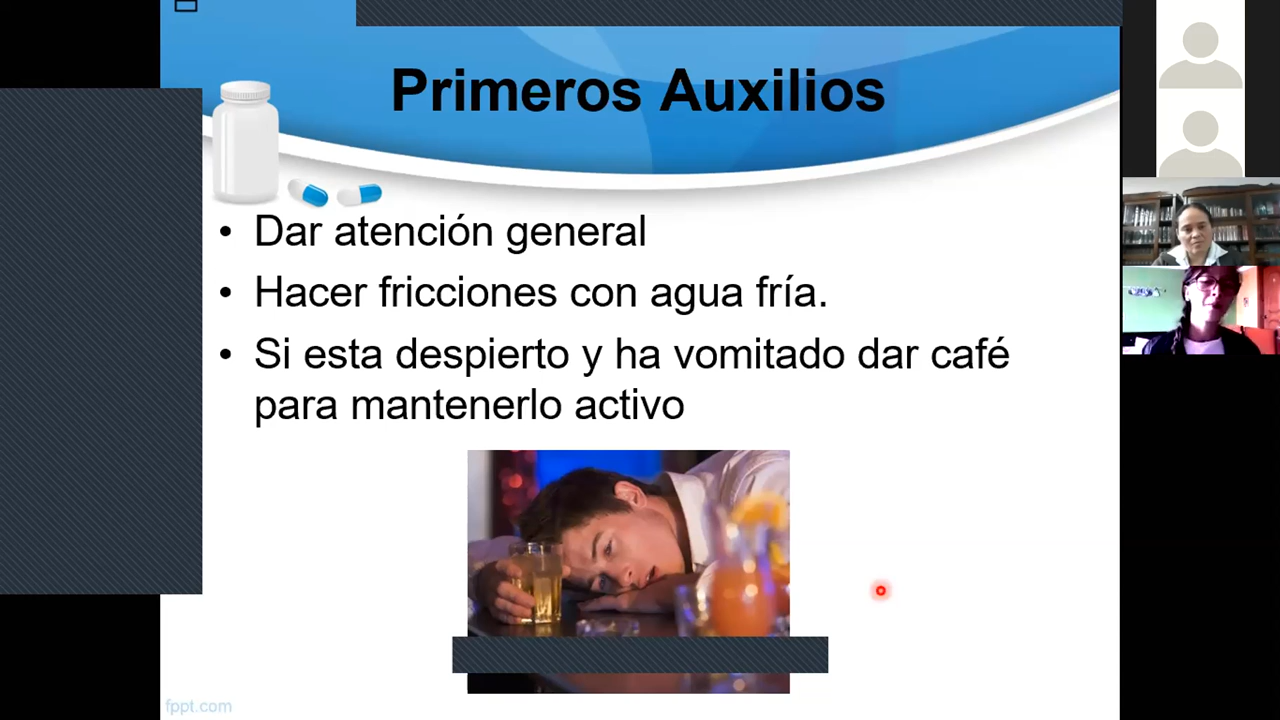 Primeros Auxilios
• Dar atención general
• Hacer fricciones con agua fría.
• Si esta despierto y ha vomitado dar café
para mantenerlo activo
fppt.com